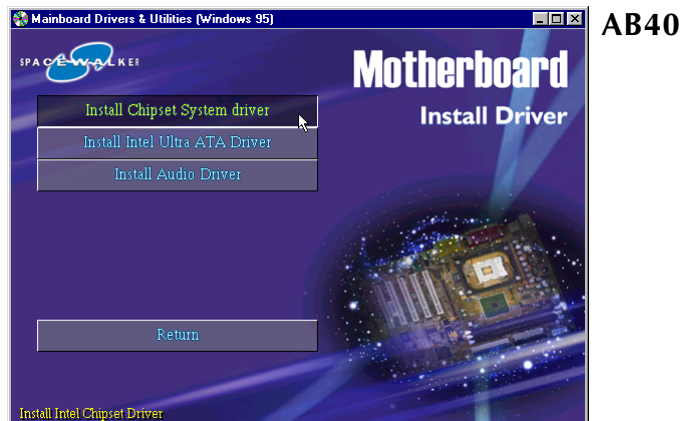 Mainboard Drivers & Utilities (Windows 95)
AB40
SPACEWALKER
Motherboard
Install Driver
Install Chipset System driver
Install Intel Ultra ATA Driver
Install Audio Driver
Return
Install Intel Chipset Driver